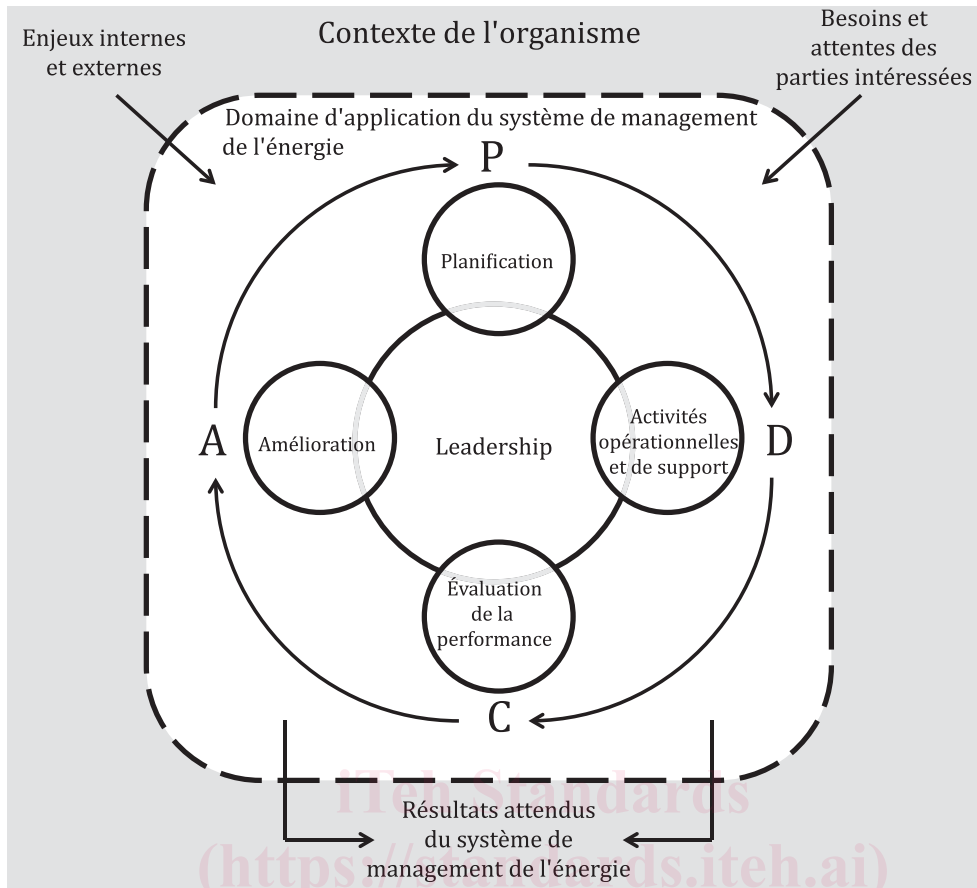 Contexte de l'organisme
Enjeux internes
et externes
Besoins et
attentes des
parties intéressées
Domaine d'application du système de management
de l'énergie
P
Planification
A
Amélioration
Leadership
Activités
opérationnelles
et de support
D
Évaluation
de la
performance
C
iTeh Standards
Résultats attendus
du système de
(https://standards.iteh.ai)
management de l'énergie